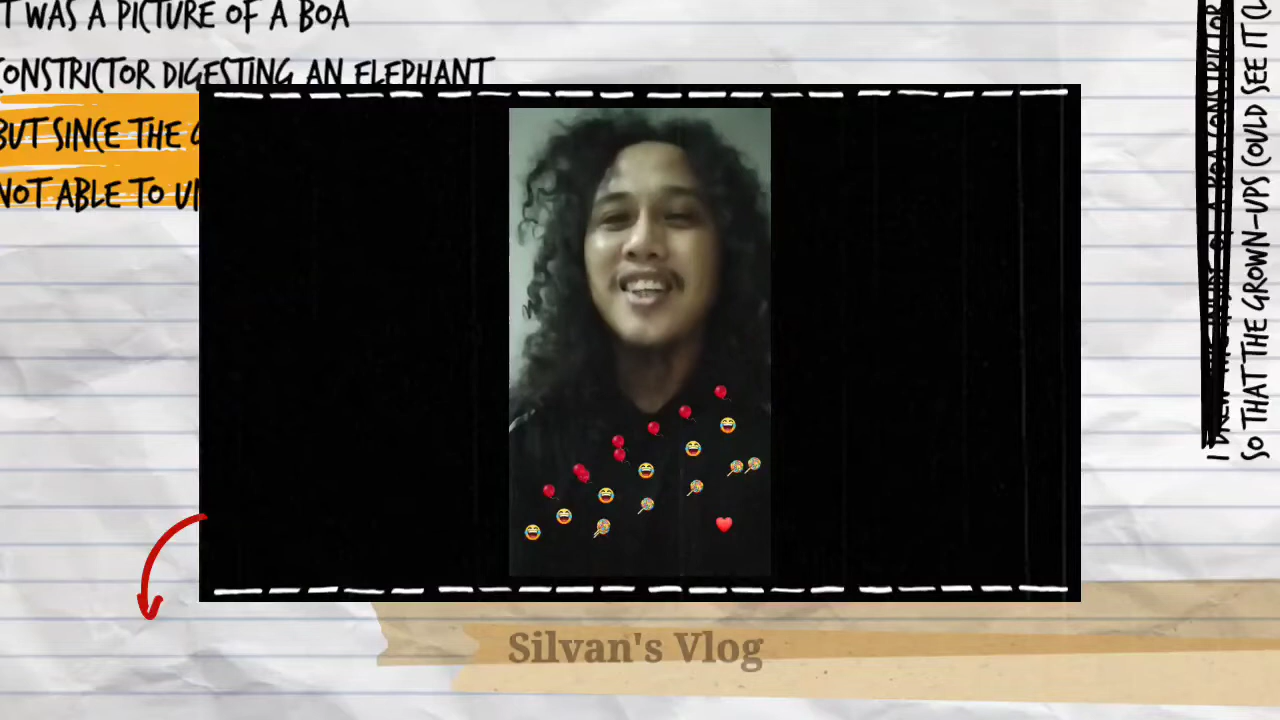 IT WAS A PICTURE OF A BOA
CONSTRICTOR DIGESTING AN ELEPHANT
BUT SINCE THE
NOT ABLE TO
SO THAT THE GROWN-UPS COULD SEE IT
Silvan's Vlog